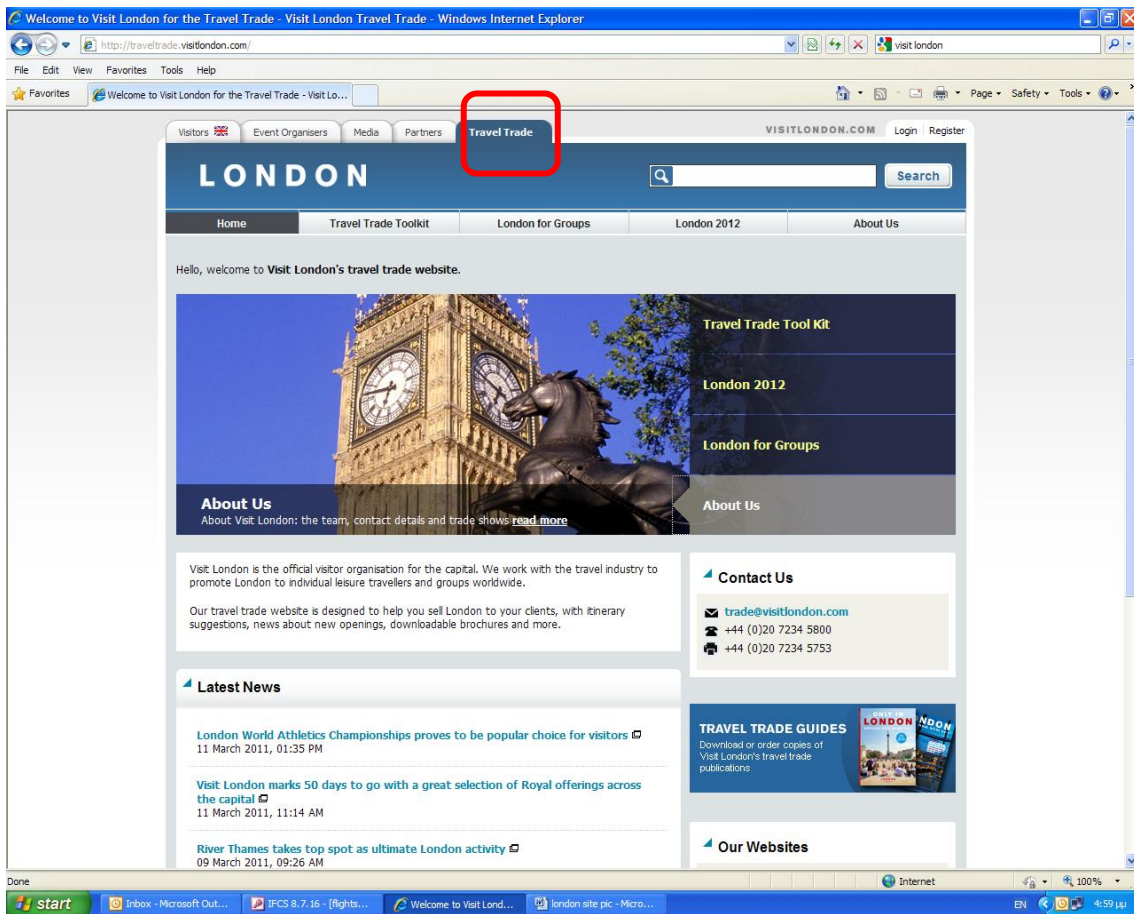 Welcome to Visit London for the Travel Trade - Visit London Travel Trade - Windows Internet Explorer
http://traveltrade.visitlondon.com/
visit london
File Edit View Favorites Tools Help
Favorites Welcome to Visit London for the Travel Trade - Visit Lo... Page Safety Tools
Visitors Event Organisers Media Partners Travel Trade VISITLONDON.COM Login Register
LONDON Search
Home Travel Trade Toolkit London for Groups London 2012 About Us
Hello, welcome to Visit London's travel trade website.
Travel Trade Tool Kit
London 2012
London for Groups
About Us
About Us
About Visit London: the team, contact details and trade shows read more
Visit London is the official visitor organisation for the capital. We work with the travel industry to
promote London to individual leisure travellers and groups worldwide.
Our travel trade website is designed to help you sell London to your clients, with itinerary
suggestions, news about new openings, downloadable brochures and more.
Contact Us
trade@visitlondon.com
+44 (0)20 7234 5800
+44 (0)20 7234 5753
Latest News
London World Athletics Championships proves to be popular choice for visitors
11 March 2011, 01:35 PM
Visit London marks 50 days to go with a great selection of Royal offerings across
the capital
11 March 2011, 11:14 AM
River Thames takes top spot as ultimate London activity
09 March 2011, 09:26 AM
TRAVEL TRADE GUIDES
Download or order copies of
Visit London's travel trade
publications
ONLY IN
LONDON
NDON
Our Websites
Done Internet 100%
start Inbox - Microsoft Out... IFCS 8.7.16 - [flights... Welcome to Visit Lond... london site pic - Micro... EN 4:59 μμ